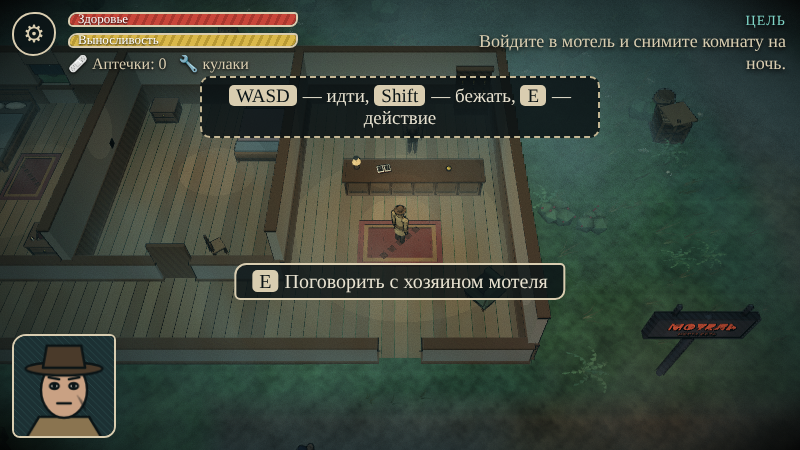 Здоровье
Выносливость
Аптечки: 0 кулаки
ЦЕЛЬ
Войдите в мотель и снимите комнату на
ночь.
WASD — идти, Shift — бежать, E —
действие
E Поговорить с хозяином мотеля